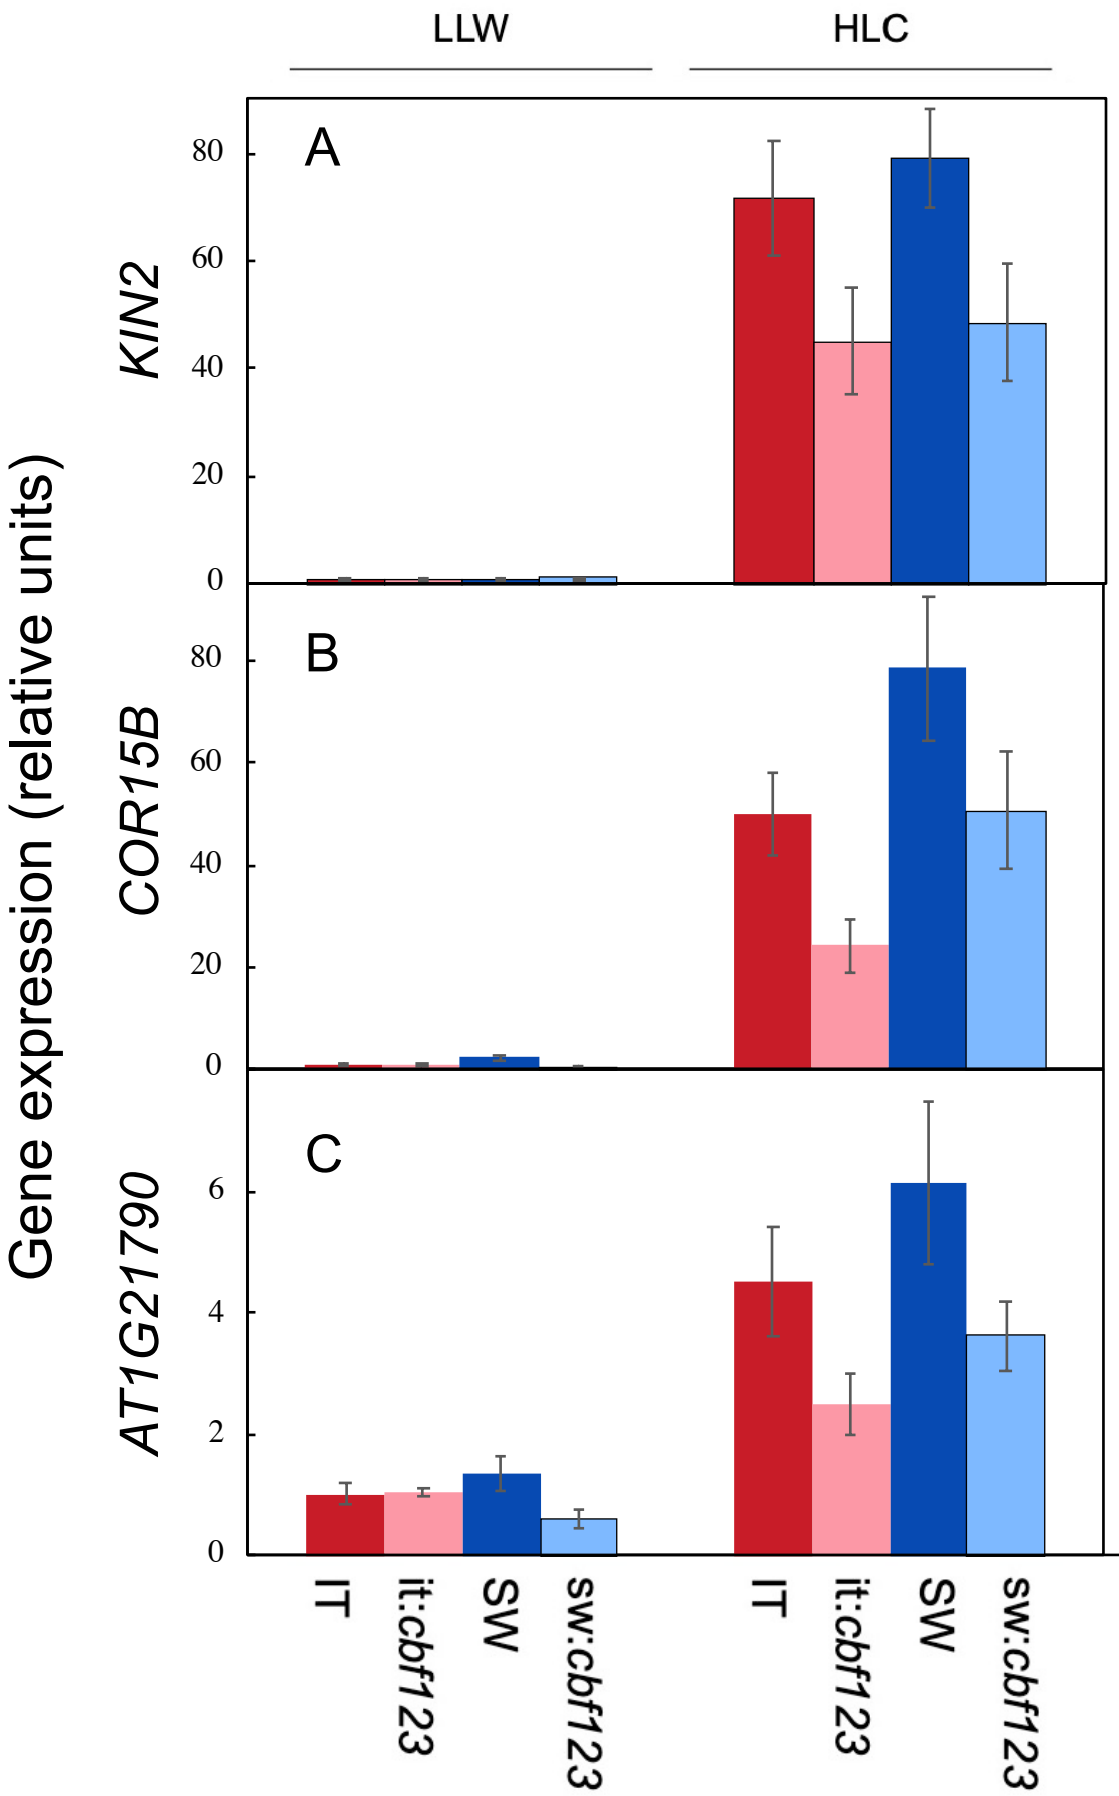 LLW
HLC
Gene expression (relative units)
A
KIN2
80
60
40
20
0
B
COR15B
80
60
40
20
0
C
AT1G21790
6
4
2
0
IT
it:cbf123
SW
sw:cbf123
IT
it:cbf123
SW
sw:cbf123